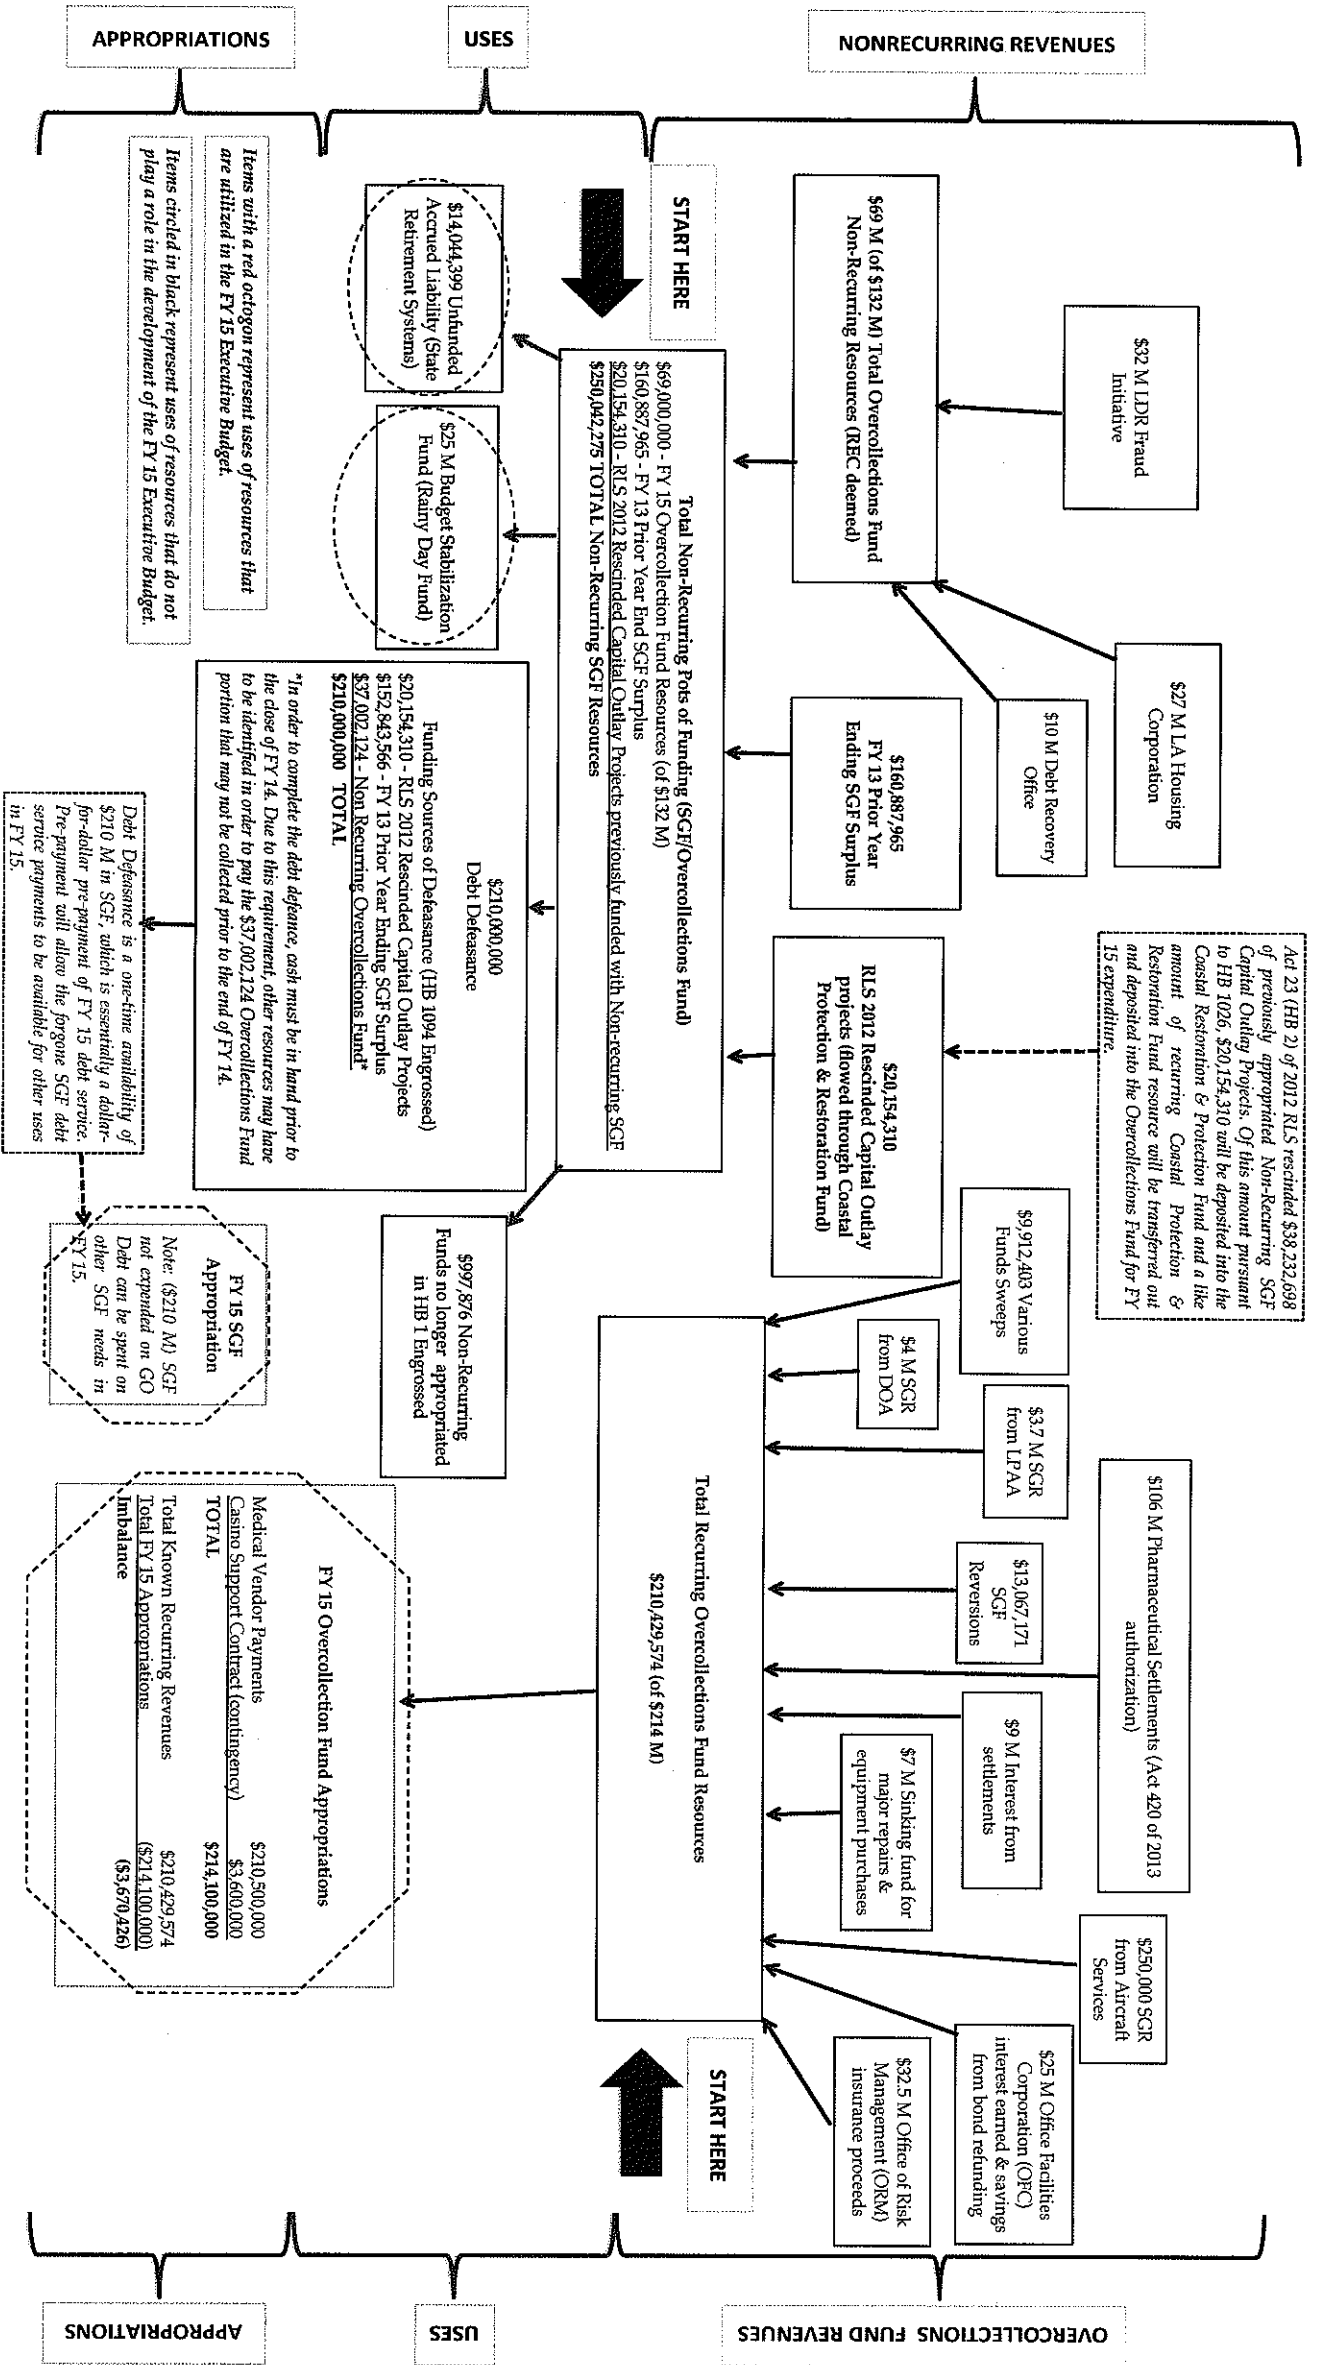 NONRECURRING REVENUES
USES
APPROPRIATIONS
START HERE
$32 M LDR Fraud
Initiative
$27 M LA Housing
Corporation
$10 M Debt Recovery
Office
$69 M (of $132 M) Total Overcollections Fund
Non-Recurring Resources (REC deemed)
$160,887,965
FY 13 Prior Year
Ending SGF Surplus
Act 23 (HB 2) of 2012 RLS rescinded $38,232,698
of previously appropriated Non-Recurring SGF
Capital Outlay Projects. Of this amount pursuant
to HB 1026, $20,154,310 will be deposited into the
Coastal Restoration & Protection Fund and a like
amount of recurring Coastal Protection &
Restoration Fund resource will be transferred out
and deposited into the Overcollections Fund for FY
15 expenditure.
$20,154,310
RLS 2012 Rescinded Capital Outlay
projects (flowed through Coastal
Protection & Restoration Fund)
Total Non-Recurring Pots of Funding (SGF/Overcollections Fund)
$69,000,000 - FY 15 Overcollection Fund Resources (of $132 M)
$160,887,965 - FY 13 Prior Year End SGF Surplus
$20,154,310 - RLS 2012 Rescinded Capital Outlay Projects previously funded with Non-recurring SGF
$250,042,275 TOTAL Non-Recurring SGF Resources
$14,044,399 Unfunded
Accrued Liability (State
Retirement Systems)
$25 M Budget Stabilization
Fund (Rainy Day Fund)
$210,000,000
Debt Defeasance
Funding Sources of Defeasance (HB 1094 Engrossed)
$20,154,310 - RLS 2012 Rescinded Capital Outlay Projects
$152,843,566 - FY 13 Prior Year Ending SGF Surplus
$37,002,124 - Non Recurring Overcollections Fund*
$210,000,000 TOTAL
*In order to complete the debt defeance, cash must be in hand prior to
the close of FY 14. Due to this requirement, other resources may have
to be identified in order to pay the $37,002,124 Overcollections Fund
portion that may not be collected prior to the end of FY 14.
$997,876 Non-Recurring
Funds no longer appropriated
in HB 1 Engrossed
Items with a red octogon represent uses of resources that
are utilized in the FY 15 Executive Budget.
Items circled in black represent uses of resources that do not
play a role in the development of the FY 15 Executive Budget.
Debt Defeasance is a one-time availability of
$210 M in SGF, which is essentially a dollar-
for-dollar pre-payment of FY 15 debt service.
Pre-payment will allow the forgone SGF debt
service payments to be available for other uses
in FY 15.
FY 15 SGF
Appropriation
Note: ($210 M) SGF
not expended on GO
Debt can be spent on
other SGF needs in
FY 15.
$9,912,403 Various
Funds Sweeps
$4 M SGR
from DOA
$3.7 M SGR
from LPAA
$106 M Pharmaceutical Settlements (Act 420 of 2013
authorization)
$13,067,171
SGF
Reversions
$9 M Interest from
settlements
$7 M Sinking fund for
major repairs &
equipment purchases
$250,000 SGR
from Aircraft
Services
$25 M Office Facilities
Corporation (OFC)
interest earned & savings
from bond refunding
$32.5 M Office of Risk
Management (ORM)
insurance proceeds
Total Recurring Overcollections Fund Resources
$210,429,574 (of $214 M)
START HERE
FY 15 Overcollection Fund Appropriations
Medical Vendor Payments $210,500,000
Casino Support Contract (contingency) $3,600,000
TOTAL $214,100,000
Total Known Recurring Revenues $210,429,574
Total FY 15 Appropriations ($214,100,000)
Imbalance ($3,670,426)
OVERCOLLECTIONS FUND REVENUES
USES
APPROPRIATIONS